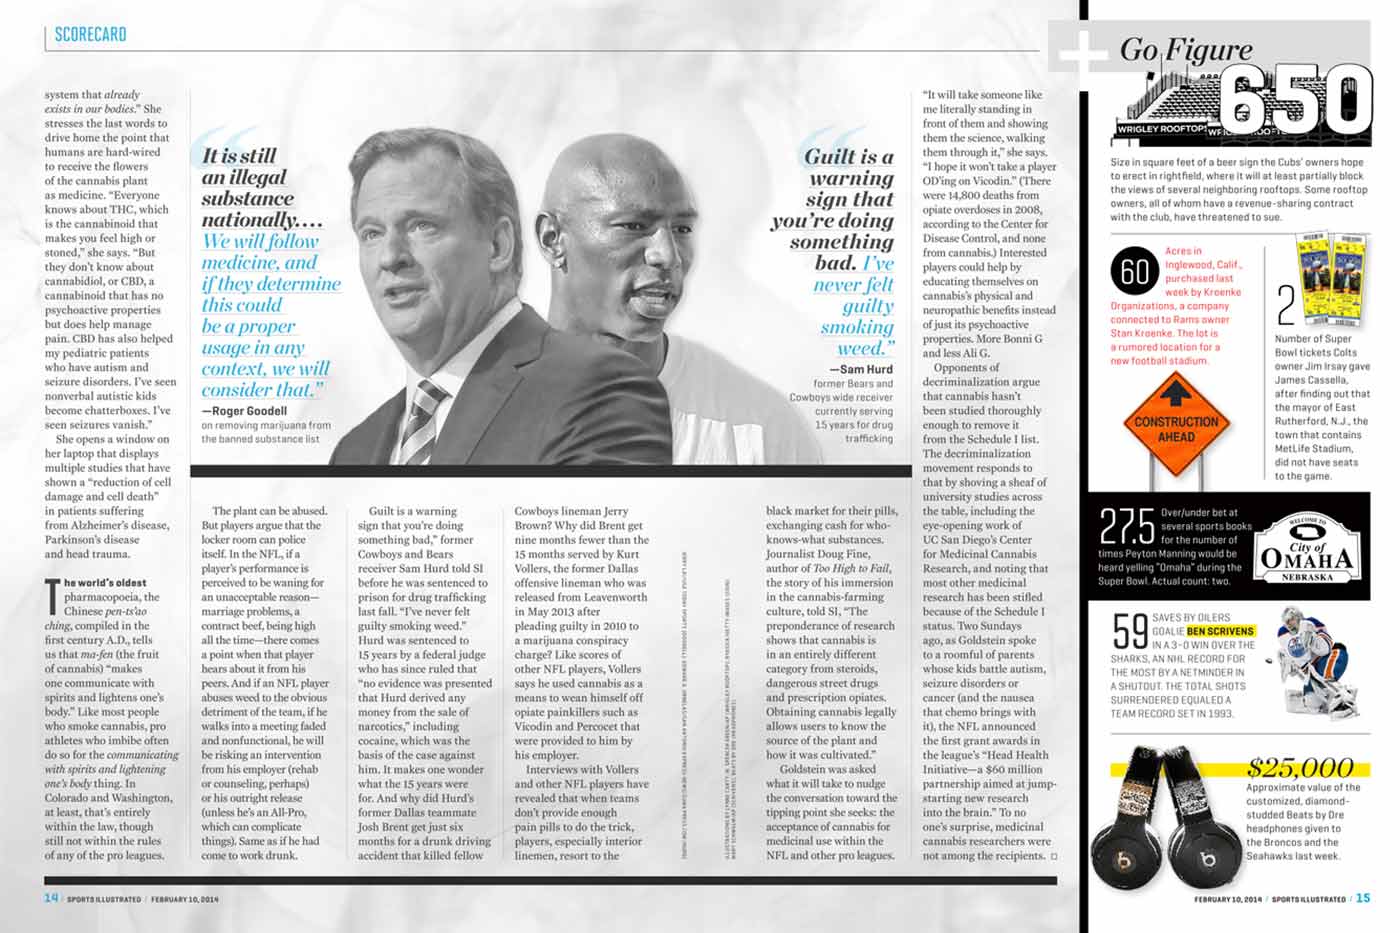 SCORECARD
system that already
exists in our bodies.” She
stresses the last words to
drive home the point that
humans are hard-wired
to receive the flowers
of the cannabis plant
as medicine. “Everyone
knows about THC, which
is the cannabinoid that
makes you feel high or
stoned,” she says. “But
they don’t know about
cannabidiol, or CBD, a
cannabinoid that has no
psychoactive properties
but does help manage
pain. CBD has also helped
my pediatric patients
who have autism and
seizure disorders. I’ve seen
nonverbal autistic kids
become chatterboxes. I’ve
seen seizures vanish.”
She opens a window on
her laptop that displays
multiple studies that have
shown a “reduction of cell
damage and cell death”
in patients suffering
from Alzheimer’s disease,
Parkinson’s disease
and head trauma.
The world’s oldest
pharmacopoeia, the
Chinese pen-ts’ao
ching, compiled in the
first century A.D., tells
us that ma-fen (the fruit
of cannabis) “makes
one communicate with
spirits and lightens one’s
body.” Like most people
who smoke cannabis, pro
athletes who imbibe often
do so for the communicating
with spirits and lightening
one’s body thing. In
Colorado and Washington,
at least, that’s entirely
within the law, though
still not within the rules
of any of the pro leagues.
“
It is still
an illegal
substance
nationally....
We will follow
medicine, and
if they determine
this could
be a proper
usage in any
context, we will
consider that.”
—Roger Goodell
on removing marijuana from
the banned substance list
“
Guilt is a
warning
sign that
you’re doing
something
bad. I’ve
never felt
guilty
smoking
weed.”
—Sam Hurd
former Bears and
Cowboys wide receiver
currently serving
15 years for drug
trafficking
The plant can be abused.
But players argue that the
locker room can police
itself. In the NFL, if a
player’s performance is
perceived to be waning for
an unacceptable reason—
marriage problems, a
contract beef, being high
all the time—there comes
a point when that player
hears about it from his
peers. And if an NFL player
abuses weed to the obvious
detriment of the team, if he
walks into a meeting faded
and nonfunctional, he will
be risking an intervention
from his employer (rehab
or counseling, perhaps)
or his outright release
(unless he’s an All-Pro,
which can complicate
things). Same as if he had
come to work drunk.
Guilt is a warning
sign that you’re doing
something bad,” former
Cowboys and Bears
receiver Sam Hurd told SI
before he was sentenced to
prison for drug trafficking
last fall. “I’ve never felt
guilty smoking weed.”
Hurd was sentenced to
15 years by a federal judge
who has since ruled that
“no evidence was presented
that Hurd derived any
money from the sale of
narcotics,” including
cocaine, which was the
basis of the case against
him. It makes one wonder
what the 15 years were
for. And why did Hurd’s
former Dallas teammate
Josh Brent get just six
months for a drunk driving
accident that killed fellow
Cowboys lineman Jerry
Brown? Why did Brent get
nine months fewer than the
15 months served by Kurt
Vollers, the former Dallas
offensive lineman who was
released from Leavenworth
in May 2013 after
pleading guilty in 2010 to
a marijuana conspiracy
charge? Like scores of
other NFL players, Vollers
says he used cannabis as a
means to wean himself off
opiate painkillers such as
Vicodin and Percocet that
were provided to him by
his employer.
Interviews with Vollers
and other NFL players have
revealed that when teams
don’t provide enough
pain pills to do the trick,
players, especially interior
linemen, resort to the
black market for their pills,
exchanging cash for who-
knows-what substances.
Journalist Doug Fine,
author of Too High to Fail,
the story of his immersion
in the cannabis-farming
culture, told SI, “The
preponderance of research
shows that cannabis is
in an entirely different
category from steroids,
dangerous street drugs
and prescription opiates.
Obtaining cannabis legally
allows users to know the
source of the plant and
how it was cultivated.”
Goldstein was asked
what it will take to nudge
the conversation toward the
tipping point she seeks: the
acceptance of cannabis for
medicinal use within the
NFL and other pro leagues.
“It will take someone like
me literally standing in
front of them and showing
them the science, walking
them through it,” she says.
“I hope it won’t take a player
OD’ing on Vicodin.” (There
were 14,800 deaths from
opiate overdoses in 2008,
according to the Center for
Disease Control, and none
from cannabis.) Interested
players could help by
educating themselves on
cannabis’s physical and
neuropathic benefits instead
of just its psychoactive
properties. More Bonni G
and less Ali G.
Opponents of
decriminalization argue
that cannabis hasn’t
been studied thoroughly
enough to remove it
from the Schedule I list.
The decriminalization
movement responds to
that by shoving a sheaf of
university studies across
the table, including the
eye-opening work of
UC San Diego’s Center
for Medicinal Cannabis
Research, and noting that
most other medicinal
research has been stifled
because of the Schedule I
status. Two Sundays
ago, as Goldstein spoke
to a roomful of parents
whose kids battle autism,
seizure disorders or
cancer (and the nausea
that chemo brings with
it), the NFL announced
the first grant awards in
the league’s “Head Health
Initiative—a $60 million
partnership aimed at jump-
starting new research
into the brain.” To no
one’s surprise, medicinal
cannabis researchers were
not among the recipients. □
14 / SPORTS ILLUSTRATED / FEBRUARY 10, 2014
+ Go Figure
650
WRIGLEY ROOFTOPS
Size in square feet of a beer sign the Cubs’ owners hope
to erect in rightfield, where it will at least partially block
the views of several neighboring rooftops. Some rooftop
owners, all of whom have a revenue-sharing contract
with the club, have threatened to sue.
60
Acres in
Inglewood, Calif.,
purchased last
week by Kroenke
Organizations, a company
connected to Rams owner
Stan Kroenke. The lot is
a rumored location for a
new football stadium.
CONSTRUCTION
AHEAD
2
Number of Super
Bowl tickets Colts
owner Jim Irsay gave
James Cassella,
after finding out that
the mayor of East
Rutherford, N.J., the
town that contains
MetLife Stadium,
did not have seats
to the game.
27.5
Over/under bet at
several sports books
for the number of
times Peyton Manning would be
heard yelling “Omaha” during the
Super Bowl. Actual count: two.
WELCOME TO
City of
OMAHA
NEBRASKA
59
SAVES BY OILERS
GOALIE BEN SCRIVENS
IN A 3–0 WIN OVER THE
SHARKS, AN NHL RECORD FOR
THE MOST BY A NETMINDER IN
A SHUTOUT. THE TOTAL SHOTS
SURRENDERED EQUALED A
TEAM RECORD SET IN 1993.
$25,000
Approximate value of the
customized, diamond-
studded Beats by Dre
headphones given to
the Broncos and the
Seahawks last week.
FEBRUARY 10, 2014 / SPORTS ILLUSTRATED / 15